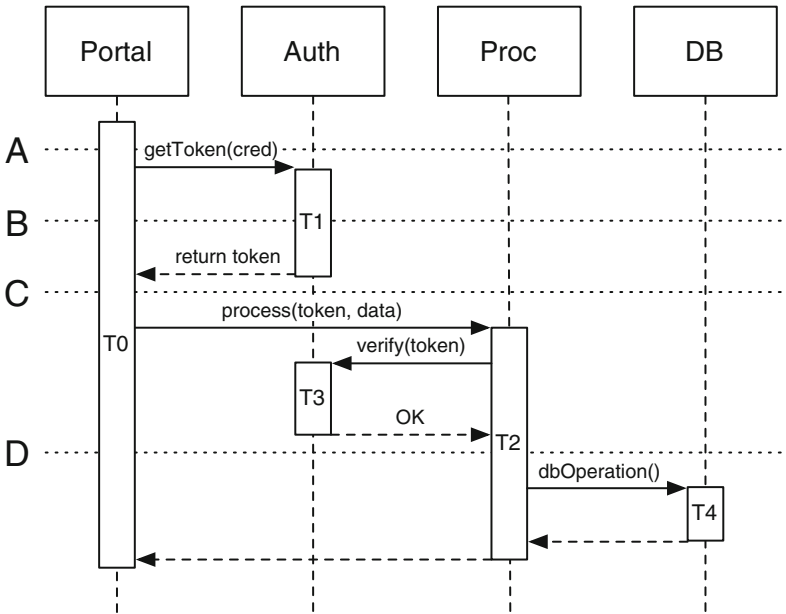 Portal
Auth
Proc
DB
A
getToken(cred)
B
T1
return token
C
process(token, data)
T0
verify(token)
T3
OK
T2
D
dbOperation()
T4